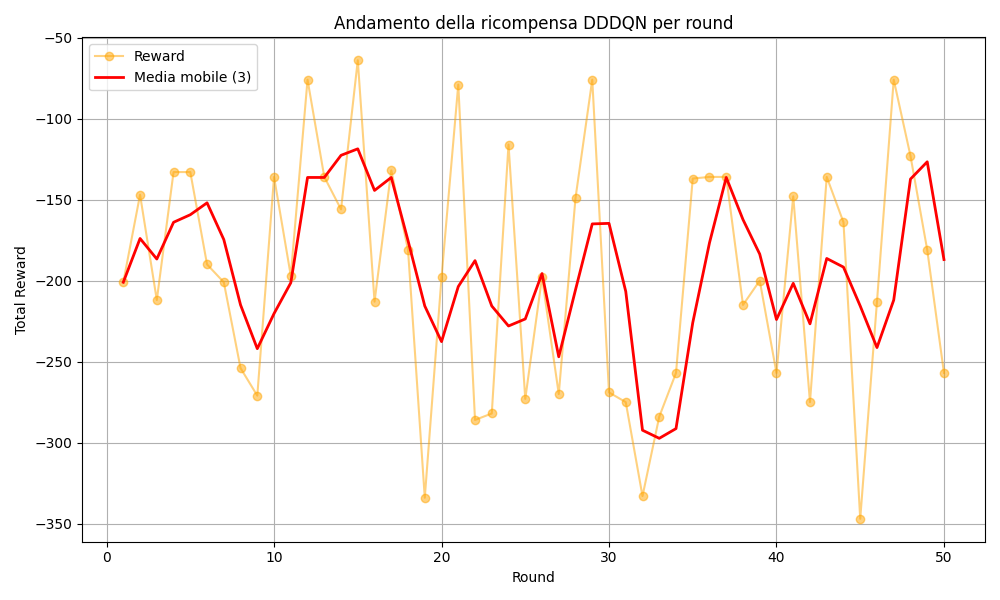 Andamento della ricompensa DDDQN per round
Reward
Media mobile (3)
Total Reward
−50
−100
−150
−200
−250
−300
−350
0 10 20 30 40 50
Round